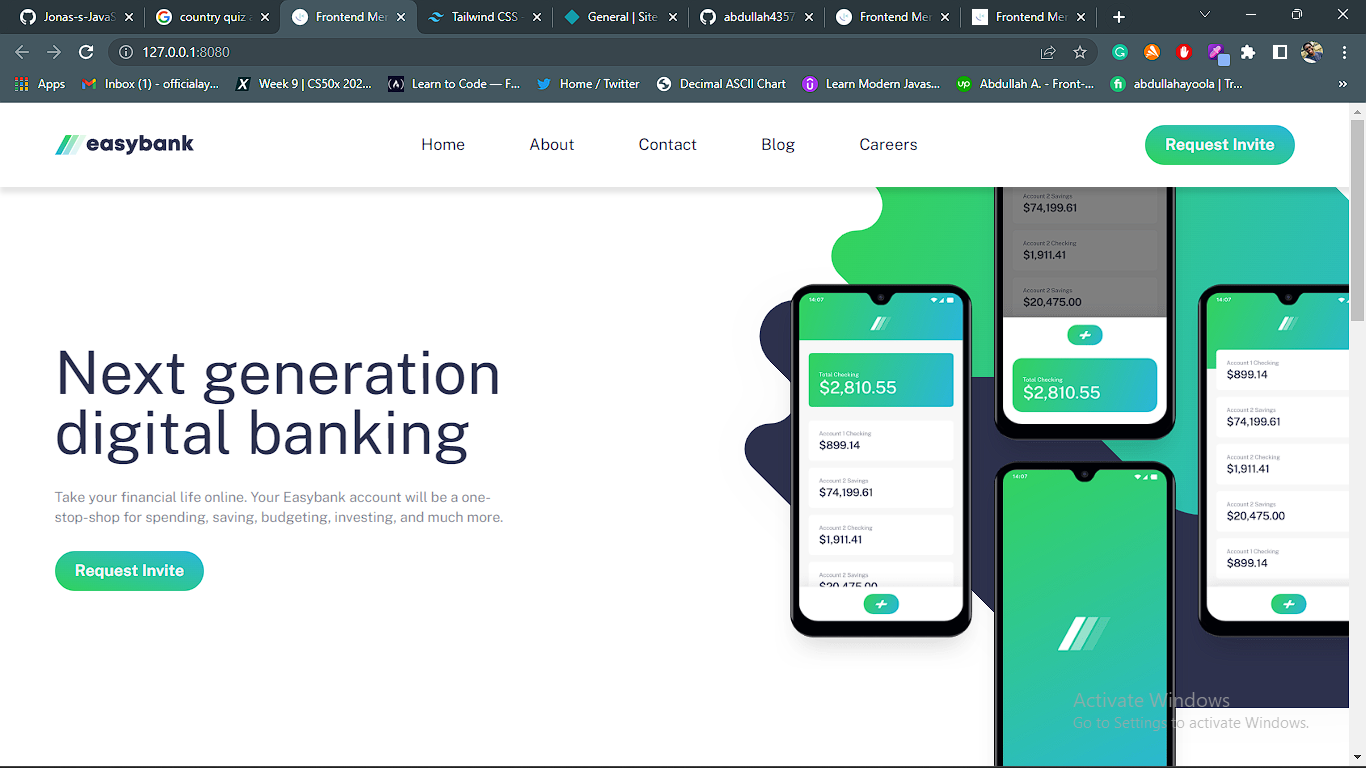 Jonas-s-JavaS
country quiz a
Frontend Mer
Tailwind CSS -
General | Site
abdullah4357
Frontend Mer
Frontend Mer
127.0.0.1:8080
Apps
Inbox (1) - officialay...
Week 9 | CS50x 202...
Learn to Code — F...
Home / Twitter
Decimal ASCII Chart
Learn Modern Javas...
Abdullah A. - Front-...
abdullahayoola | Tr...
easybank
Home
About
Contact
Blog
Careers
Request Invite
Next generation
digital banking
Take your financial life online. Your Easybank account will be a one-
stop-shop for spending, saving, budgeting, investing, and much more.
Request Invite
14:07
Total Checking
$2,810.55
Account 1 Checking
$899.14
Account 2 Savings
$74,199.61
Account 2 Checking
$1,911.41
Account 2 Savings
$20,475.00
Account 2 Savings
$74,199.61
Account 2 Checking
$1,911.41
Account 2 Savings
$20,475.00
Total Checking
$2,810.55
14:07
14:07
Account 1 Checking
$899.14
Account 2 Savings
$74,199.61
Account 2 Checking
$1,911.41
Account 2 Savings
$20,475.00
Account 1 Checking
$899.14
Activate Windows
Go to Settings to activate Windows.